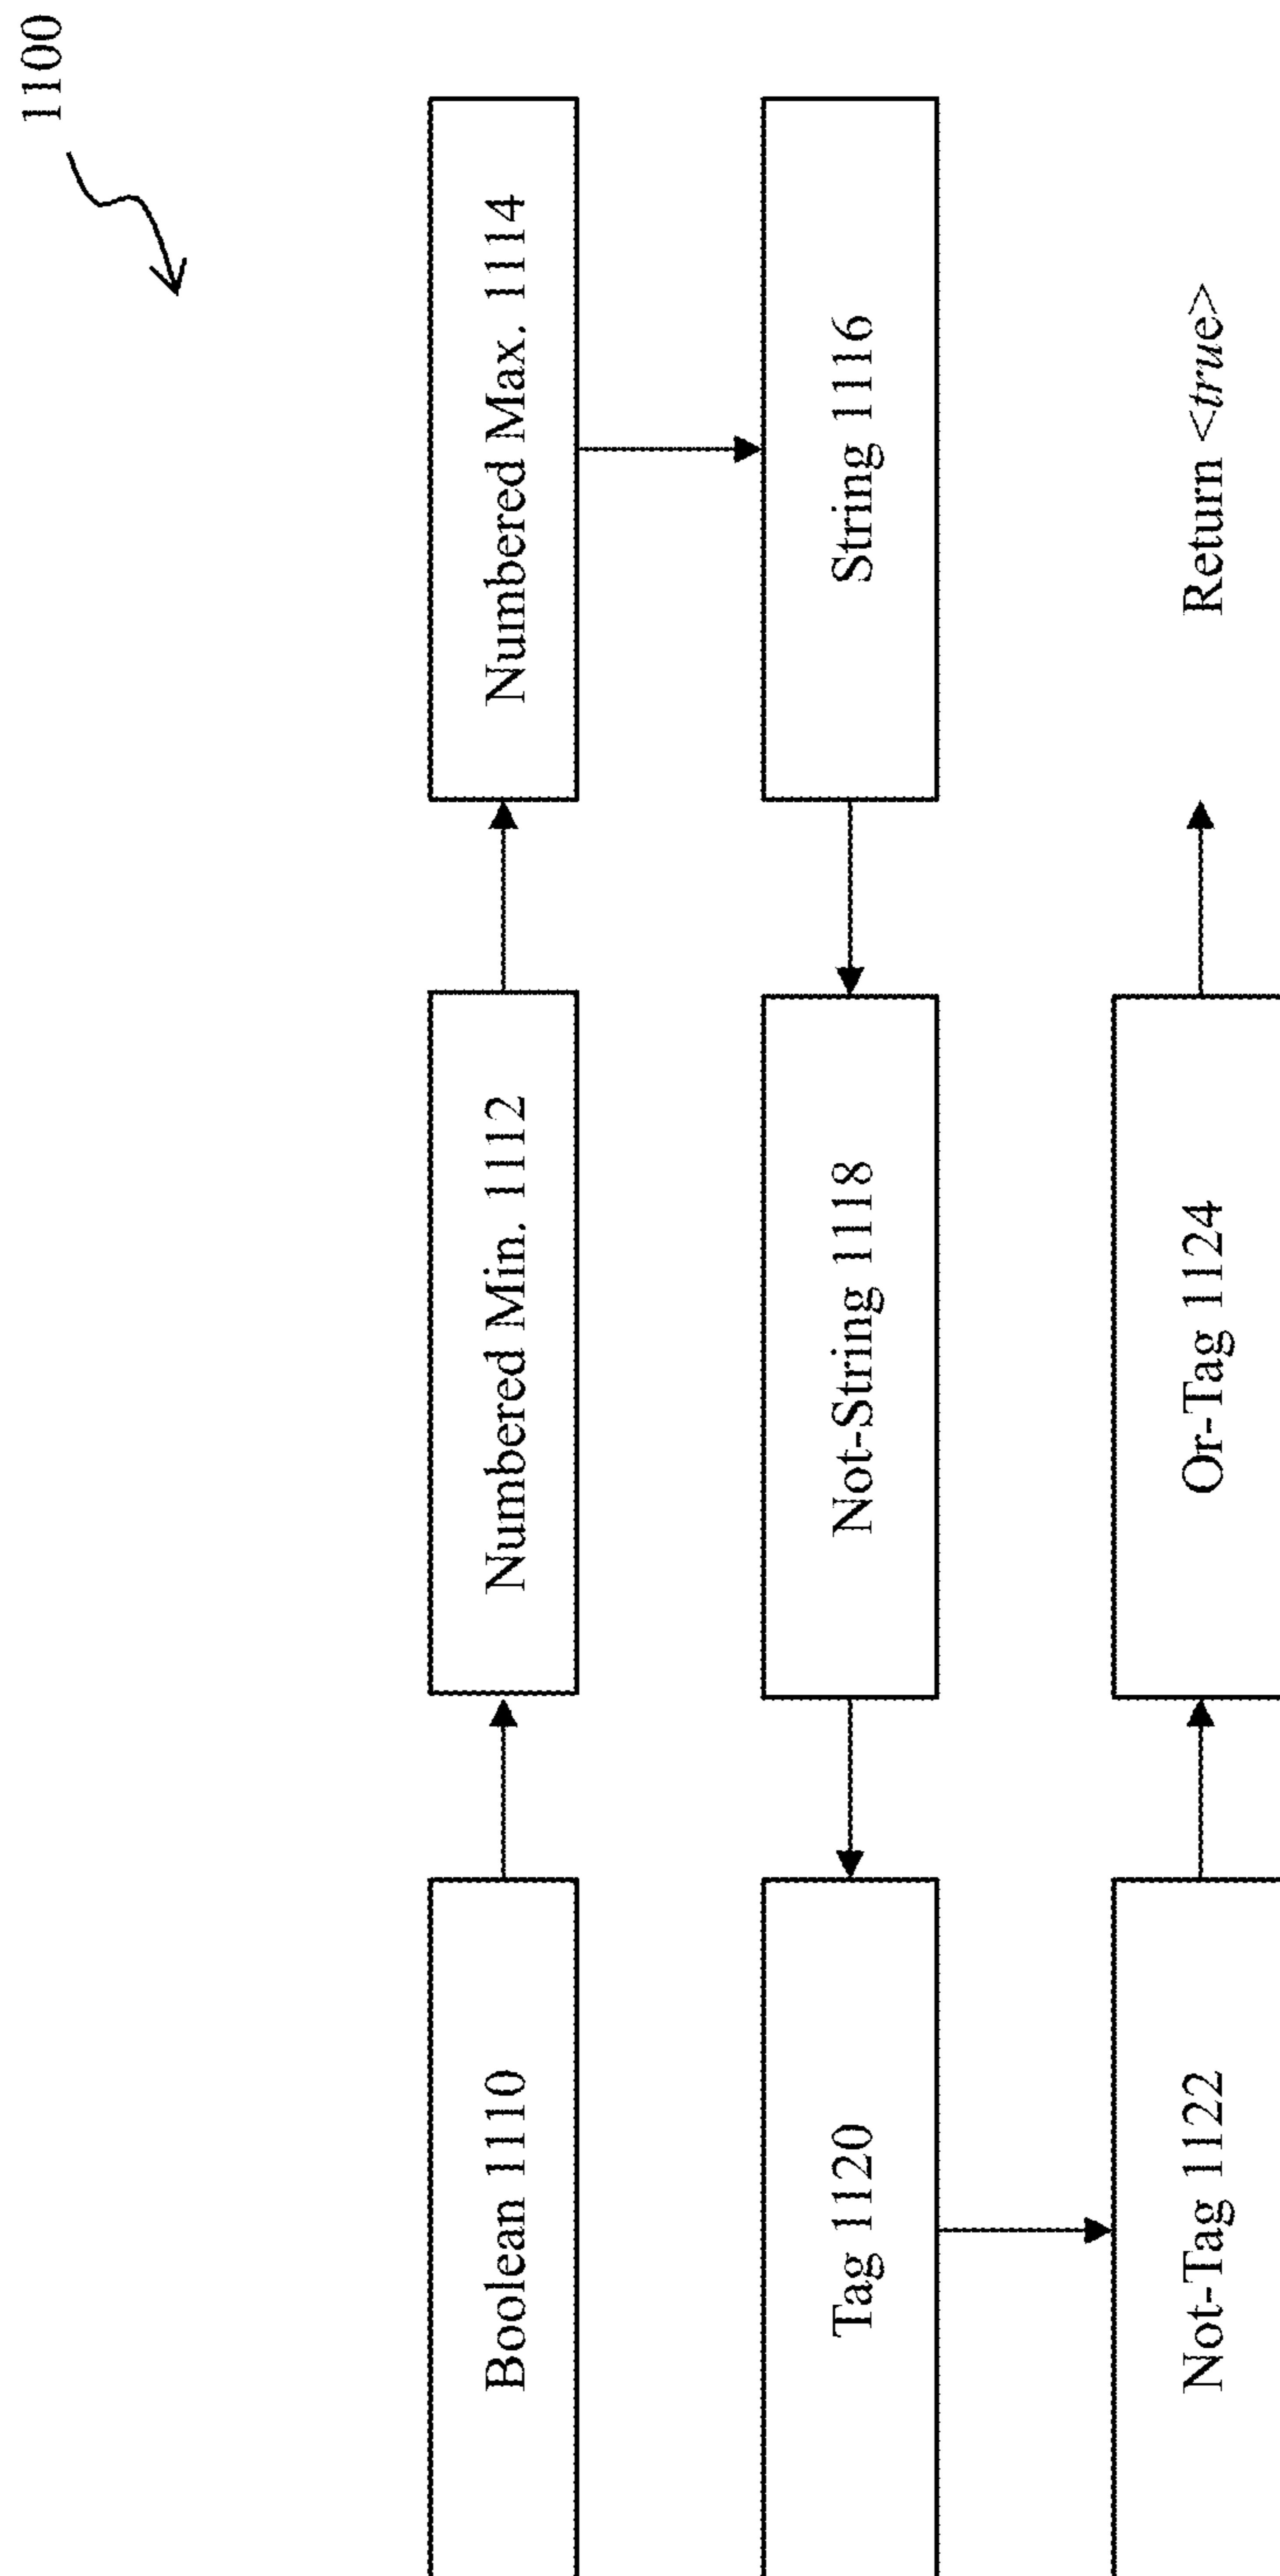 1100
Boolean 1110
Numbered Min. 1112
Numbered Max. 1114
String 1116
Not-String 1118
Tag 1120
Not-Tag 1122
Or-Tag 1124
Return <true>